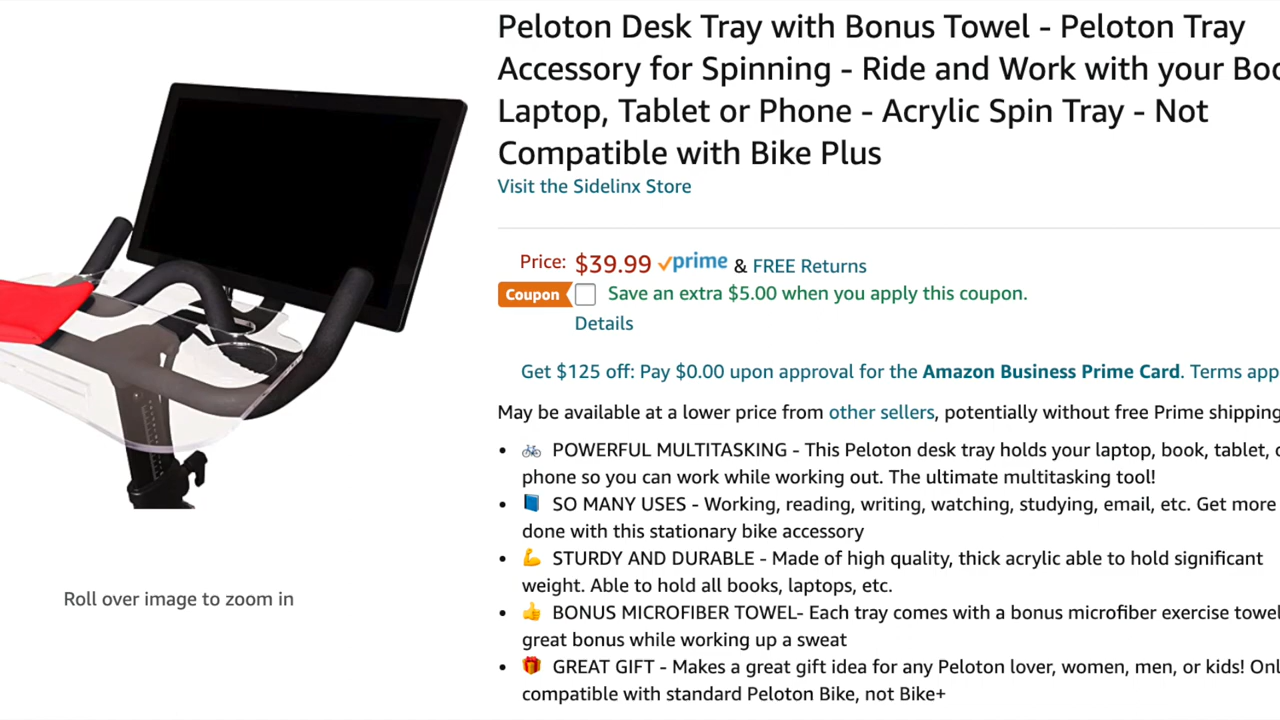 Peloton Desk Tray with Bonus Towel - Peloton Tray
Accessory for Spinning - Ride and Work with your
Laptop, Tablet or Phone - Acrylic Spin Tray - Not
Compatible with Bike Plus
Visit the Sidelinx Store
Price: $39.99 prime & FREE Returns
Coupon Save an extra $5.00 when you apply this coupon.
Details
Get $125 off: Pay $0.00 upon approval for the Amazon Business Prime Card. Terms
May be available at a lower price from other sellers, potentially without free Prime shipping
• 🚲 POWERFUL MULTITASKING - This Peloton desk tray holds your laptop, book, tablet,
phone so you can work while working out. The ultimate multitasking tool!
• 📘 SO MANY USES - Working, reading, writing, watching, studying, email, etc. Get more
done with this stationary bike accessory
• 💪 STURDY AND DURABLE - Made of high quality, thick acrylic able to hold significant
weight. Able to hold all books, laptops, etc.
• 👍 BONUS MICROFIBER TOWEL- Each tray comes with a bonus microfiber exercise towel
great bonus while working up a sweat
• 🎁 GREAT GIFT - Makes a great gift idea for any Peloton lover, women, men, or kids!
compatible with standard Peloton Bike, not Bike+
Roll over image to zoom in